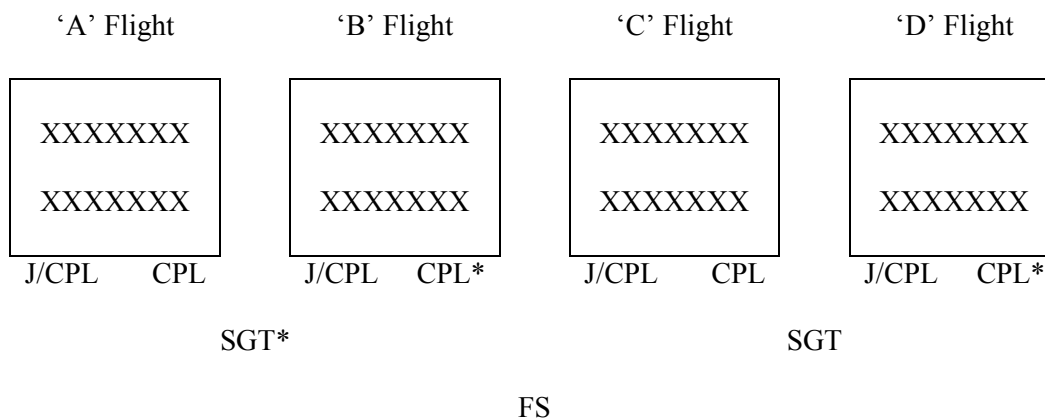 ‘A’ Flight ‘B’ Flight ‘C’ Flight ‘D’ Flight
XXXXXXX XXXXXXX XXXXXXX XXXXXXX
XXXXXXX XXXXXXX XXXXXXX XXXXXXX
J/CPL CPL J/CPL CPL* J/CPL CPL J/CPL CPL*
SGT* SGT
FS